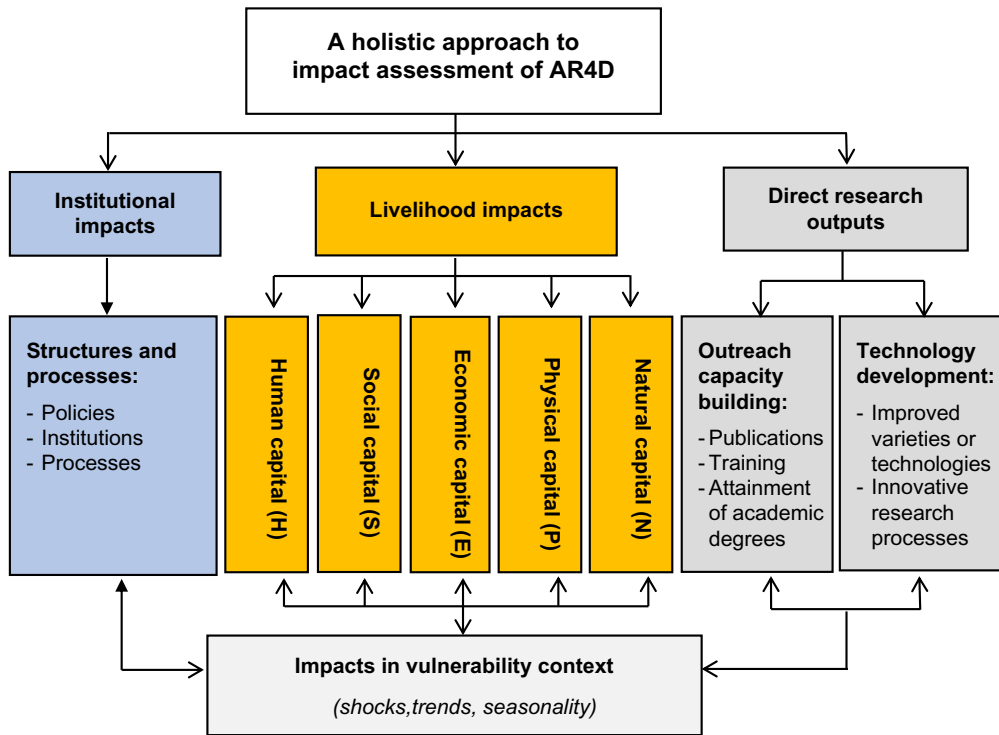 A holistic approach to
impact assessment of AR4D
Institutional
impacts
Livelihood impacts
Direct research
outputs
Structures and
processes:
- Policies
- Institutions
- Processes
Human capital (H)
Social capital (S)
Economic capital (E)
Physical capital (P)
Natural capital (N)
Outreach
capacity
building:
- Publications
- Training
- Attainment
of academic
degrees
Technology
development:
- Improved
varieties or
technologies
- Innovative
research
processes
Impacts in vulnerability context
(shocks,trends, seasonality)